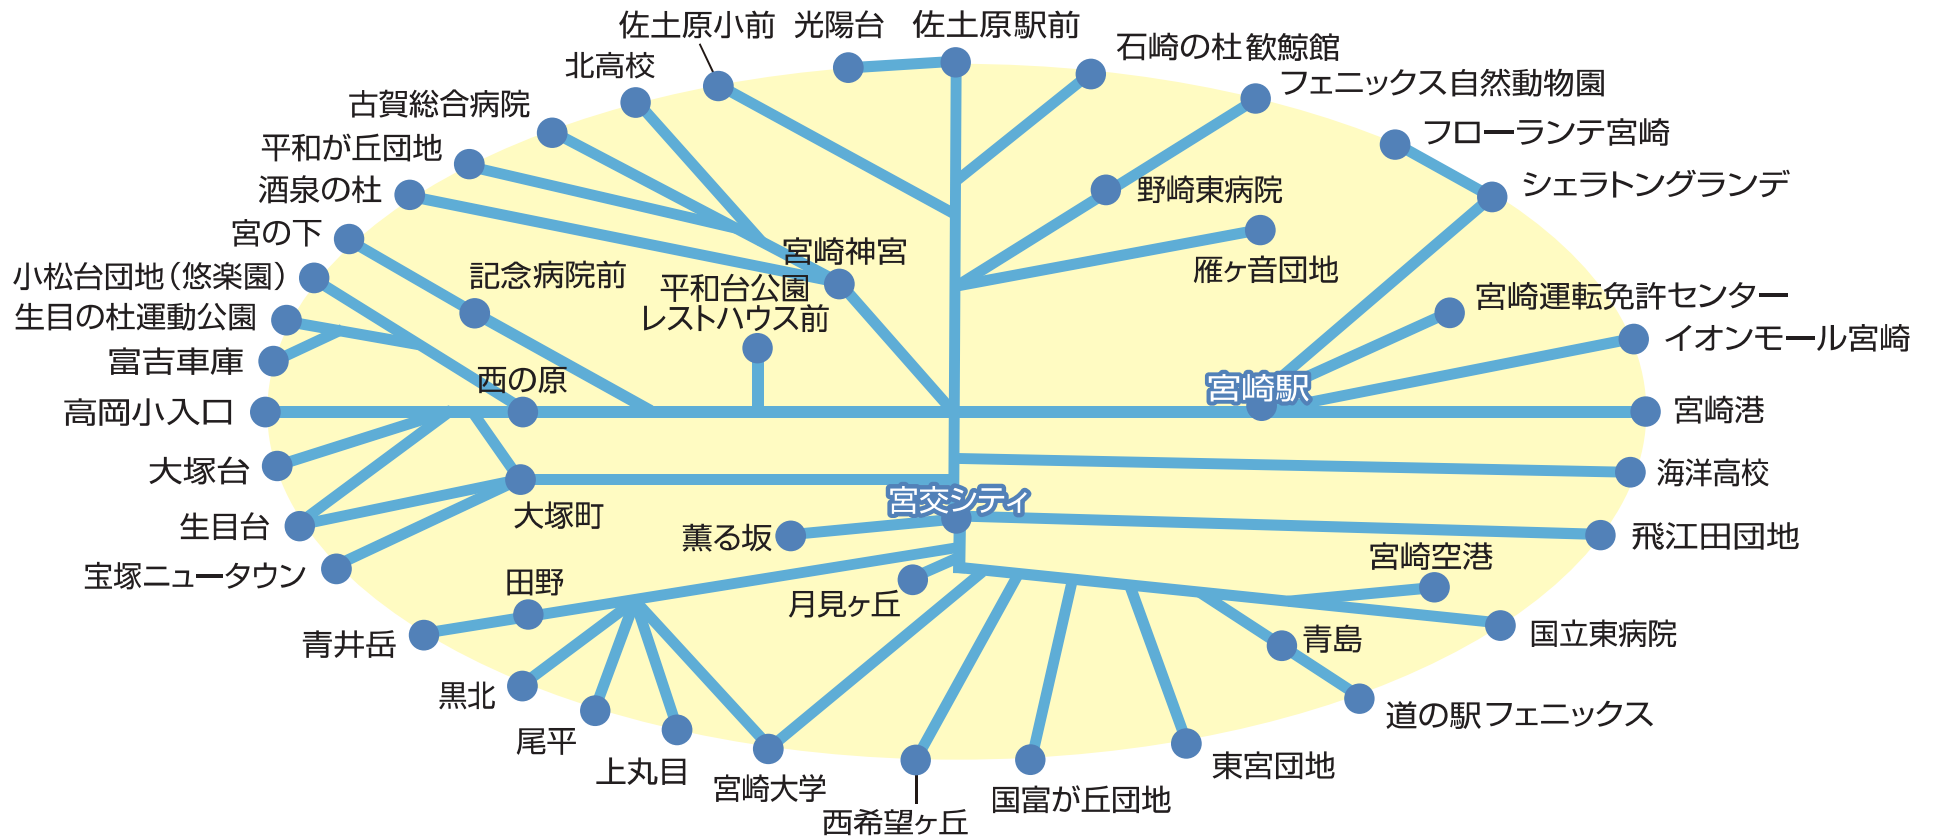 佐土原小前
光陽台
佐土原駅前
石崎の杜歓鯨館
北高校
フェニックス自然動物園
古賀総合病院
フローランテ宮崎
平和が丘団地
酒泉の杜
野崎東病院
シェラトングランデ
宮の下
宮崎神宮
雁ヶ音団地
小松台団地(悠楽園)
記念病院前
平和台公園
レストハウス前
宮崎運転免許センター
生目の杜運動公園
イオンモール宮崎
富吉車庫
西の原
宮崎駅
高岡小入口
宮崎港
大塚台
海洋高校
生目台
大塚町
宮交シティ
薫る坂
飛江田団地
宮崎空港
宝塚ニュータウン
田野
月見ヶ丘
青井岳
青島
国立東病院
黒北
尾平
上丸目
宮崎大学
西希望ヶ丘
国富が丘団地
東宮団地
道の駅フェニックス